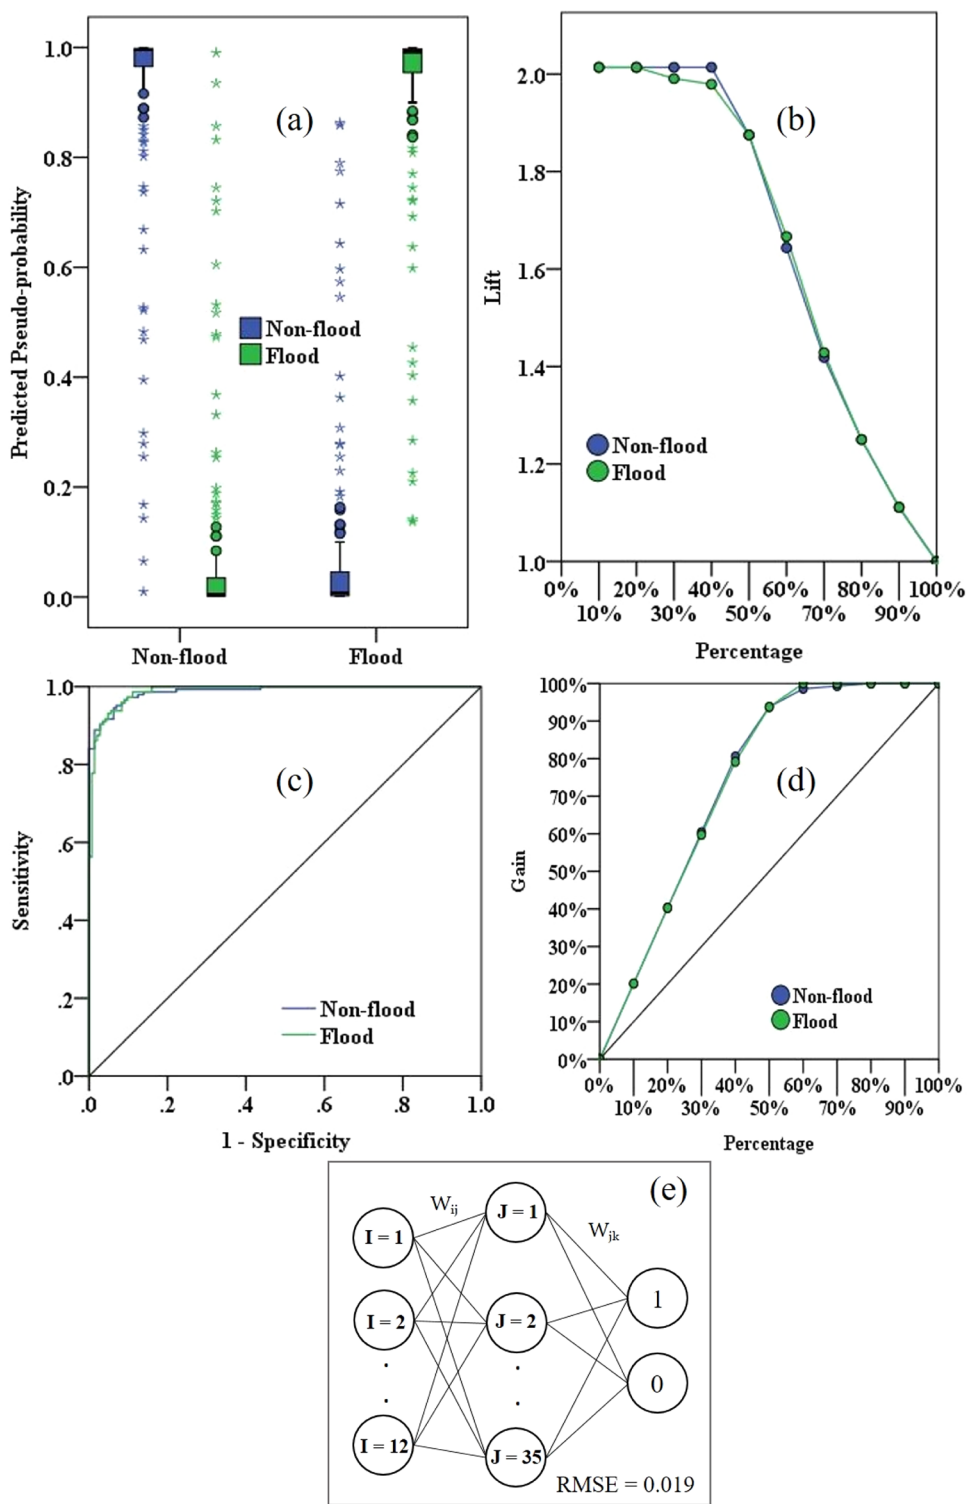 (a)
Predicted Pseudo-probability
1.0
0.8
0.6
0.4
0.2
0.0
Non-flood
Flood
Non-flood
Flood
(b)
Lift
2.0
1.8
1.6
1.4
1.2
1.0
Non-flood
Flood
0% 20% 30% 40% 50% 60% 70% 80% 90% 100%
10%
Percentage
(c)
Sensitivity
1.0
.8
.6
.4
.2
.0
Non-flood
Flood
.0 .2 .4 .6 .8 1.0
1 - Specificity
(d)
Gain
100%
90%
80%
70%
60%
50%
40%
30%
20%
10%
0%
Non-flood
Flood
0% 20% 40% 60% 80% 100%
10% 30% 50% 70% 90%
Percentage
(e)
Wij
Wjk
I = 1
I = 2
I = 12
J = 1
J = 2
J = 35
1
0
RMSE = 0.019